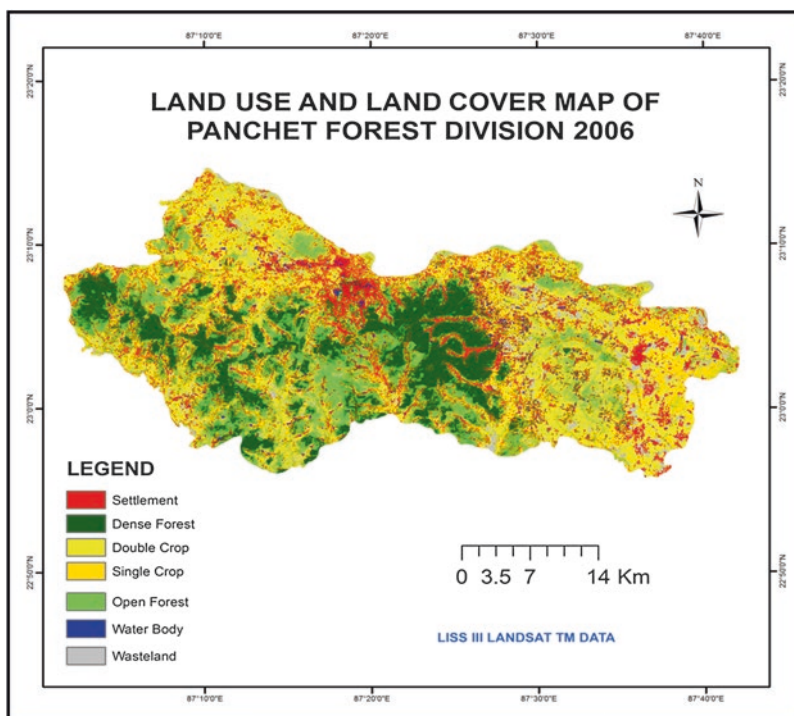 87°10'0"E 87°20'0"E 87°30'0"E 87°40'0"E
23°20'0"N 23°20'0"N
LAND USE AND LAND COVER MAP OF
PANCHET FOREST DIVISION 2006
N
23°10'0"N 23°10'0"N
23°0'0"N 23°0'0"N
LEGEND
Settlement
Dense Forest
Double Crop
Single Crop
Open Forest
Water Body
Wasteland
22°50'0"N 22°50'0"N
0 3.5 7 14 Km
LISS III LANDSAT TM DATA
87°10'0"E 87°20'0"E 87°30'0"E 87°40'0"E